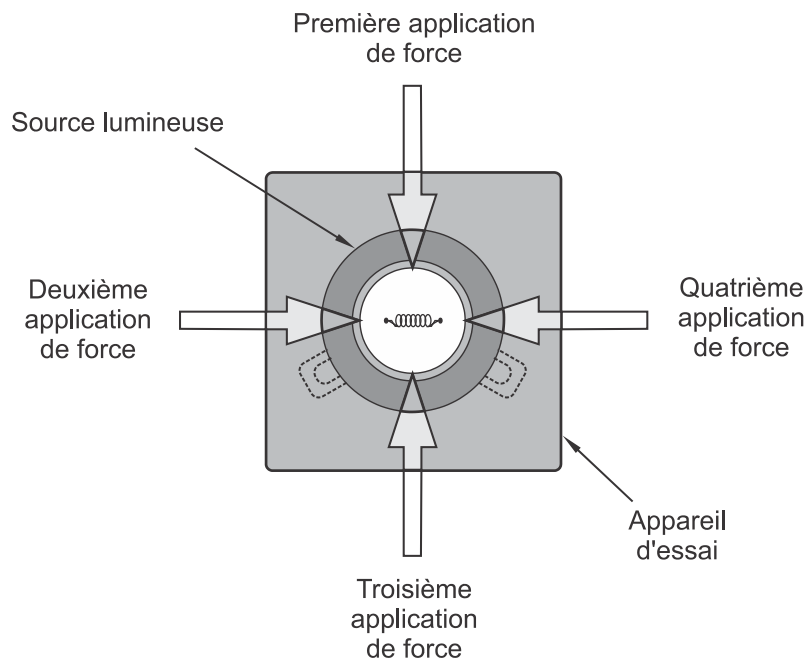 Première application
de force
Source lumineuse
Deuxième
application
de force
Quatrième
application
de force
Appareil
d'essai
Troisième
application
de force